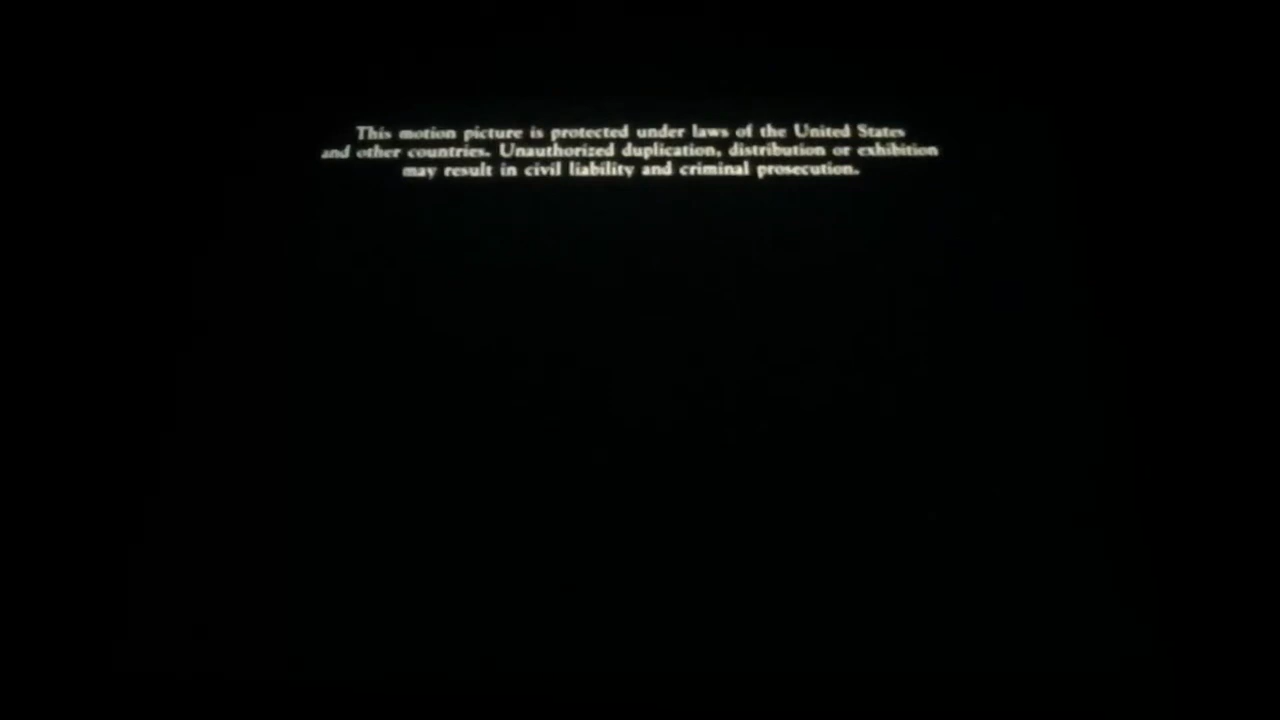 This motion picture is protected under laws of the United States
and other countries. Unauthorized duplication, distribution or exhibition
may result in civil liability and criminal prosecution.